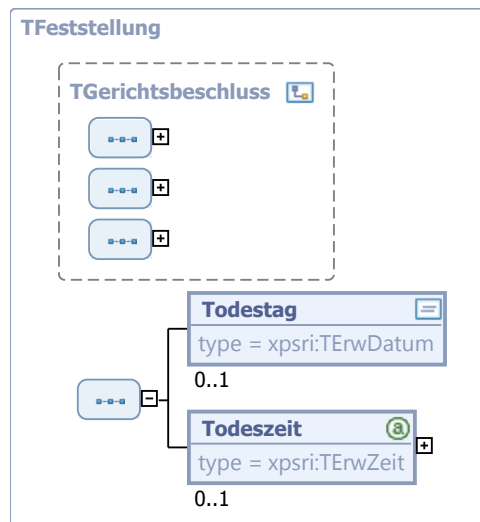 TFeststellung
TGerichtsbeschluss
Todestag
type = xpsri:TErwDatum
0..1
Todeszeit
type = xpsri:TErwZeit
0..1